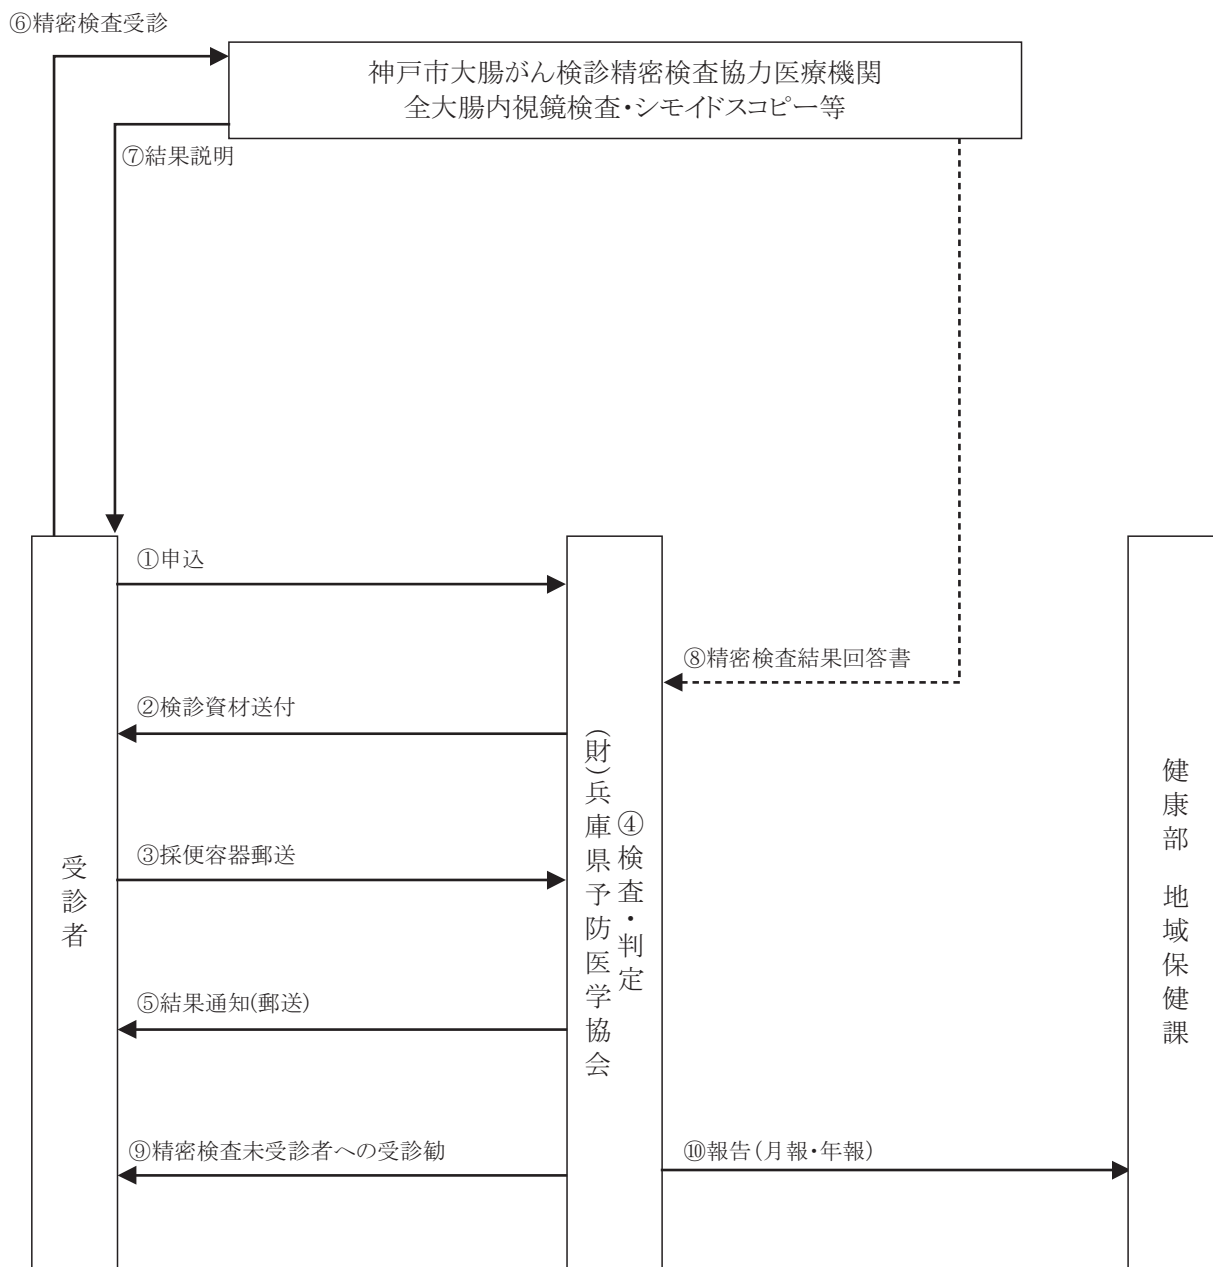 ⑥精密検査受診
神戸市大腸がん検診精密検査協力医療機関
全大腸内視鏡検査・シモイドスコピー等
⑦結果説明
①申込
⑧精密検査結果回答書
②検診資材送付
③採便容器郵送
⑤結果通知(郵送)
⑨精密検査未受診者への受診勧
⑩報告(月報・年報)
受診者
④検査・判定
(財)兵庫県予防医学協会
健康部 地域保健課